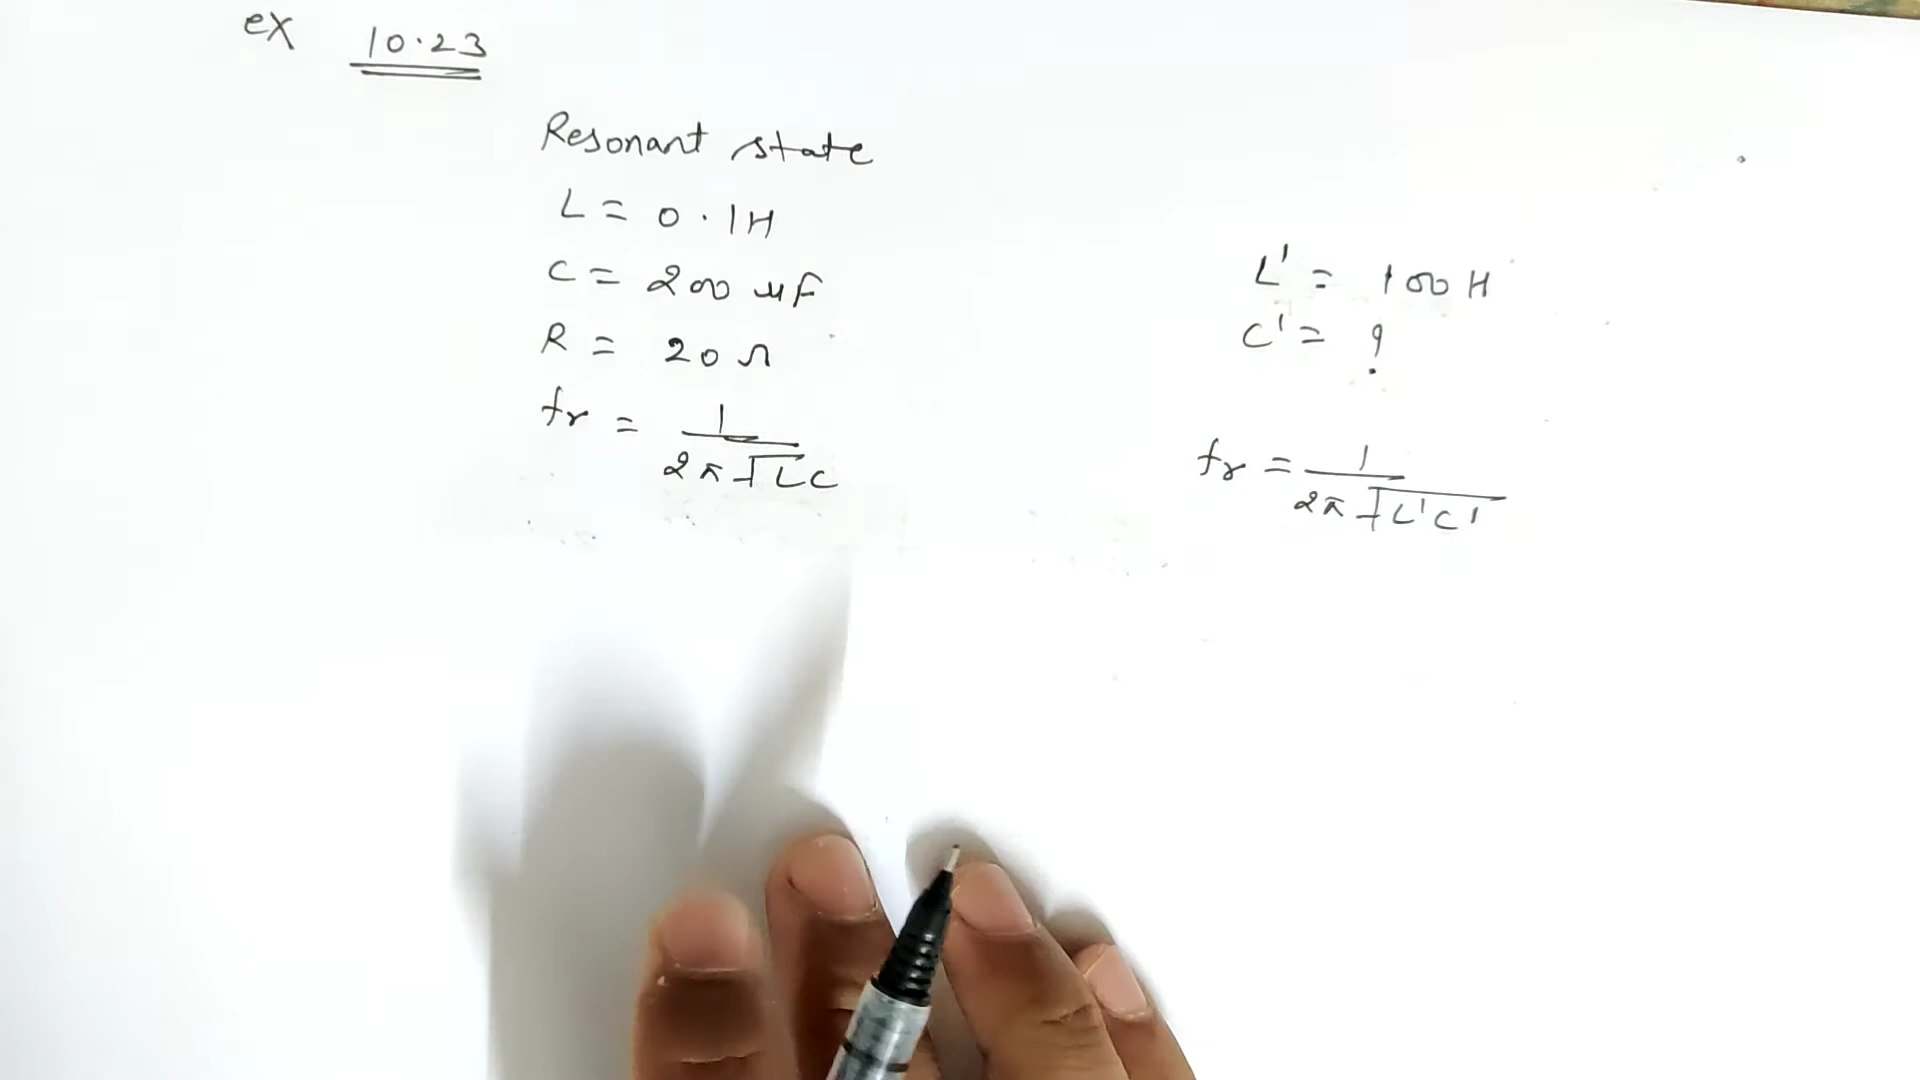 ex 10.23
Resonant state
L = 0.1H
C = 200 μF
R = 20 Ω
fr = 1 / 2π √LC
L' = 100 H
C' = ?
fr = 1 / 2π √L'C'